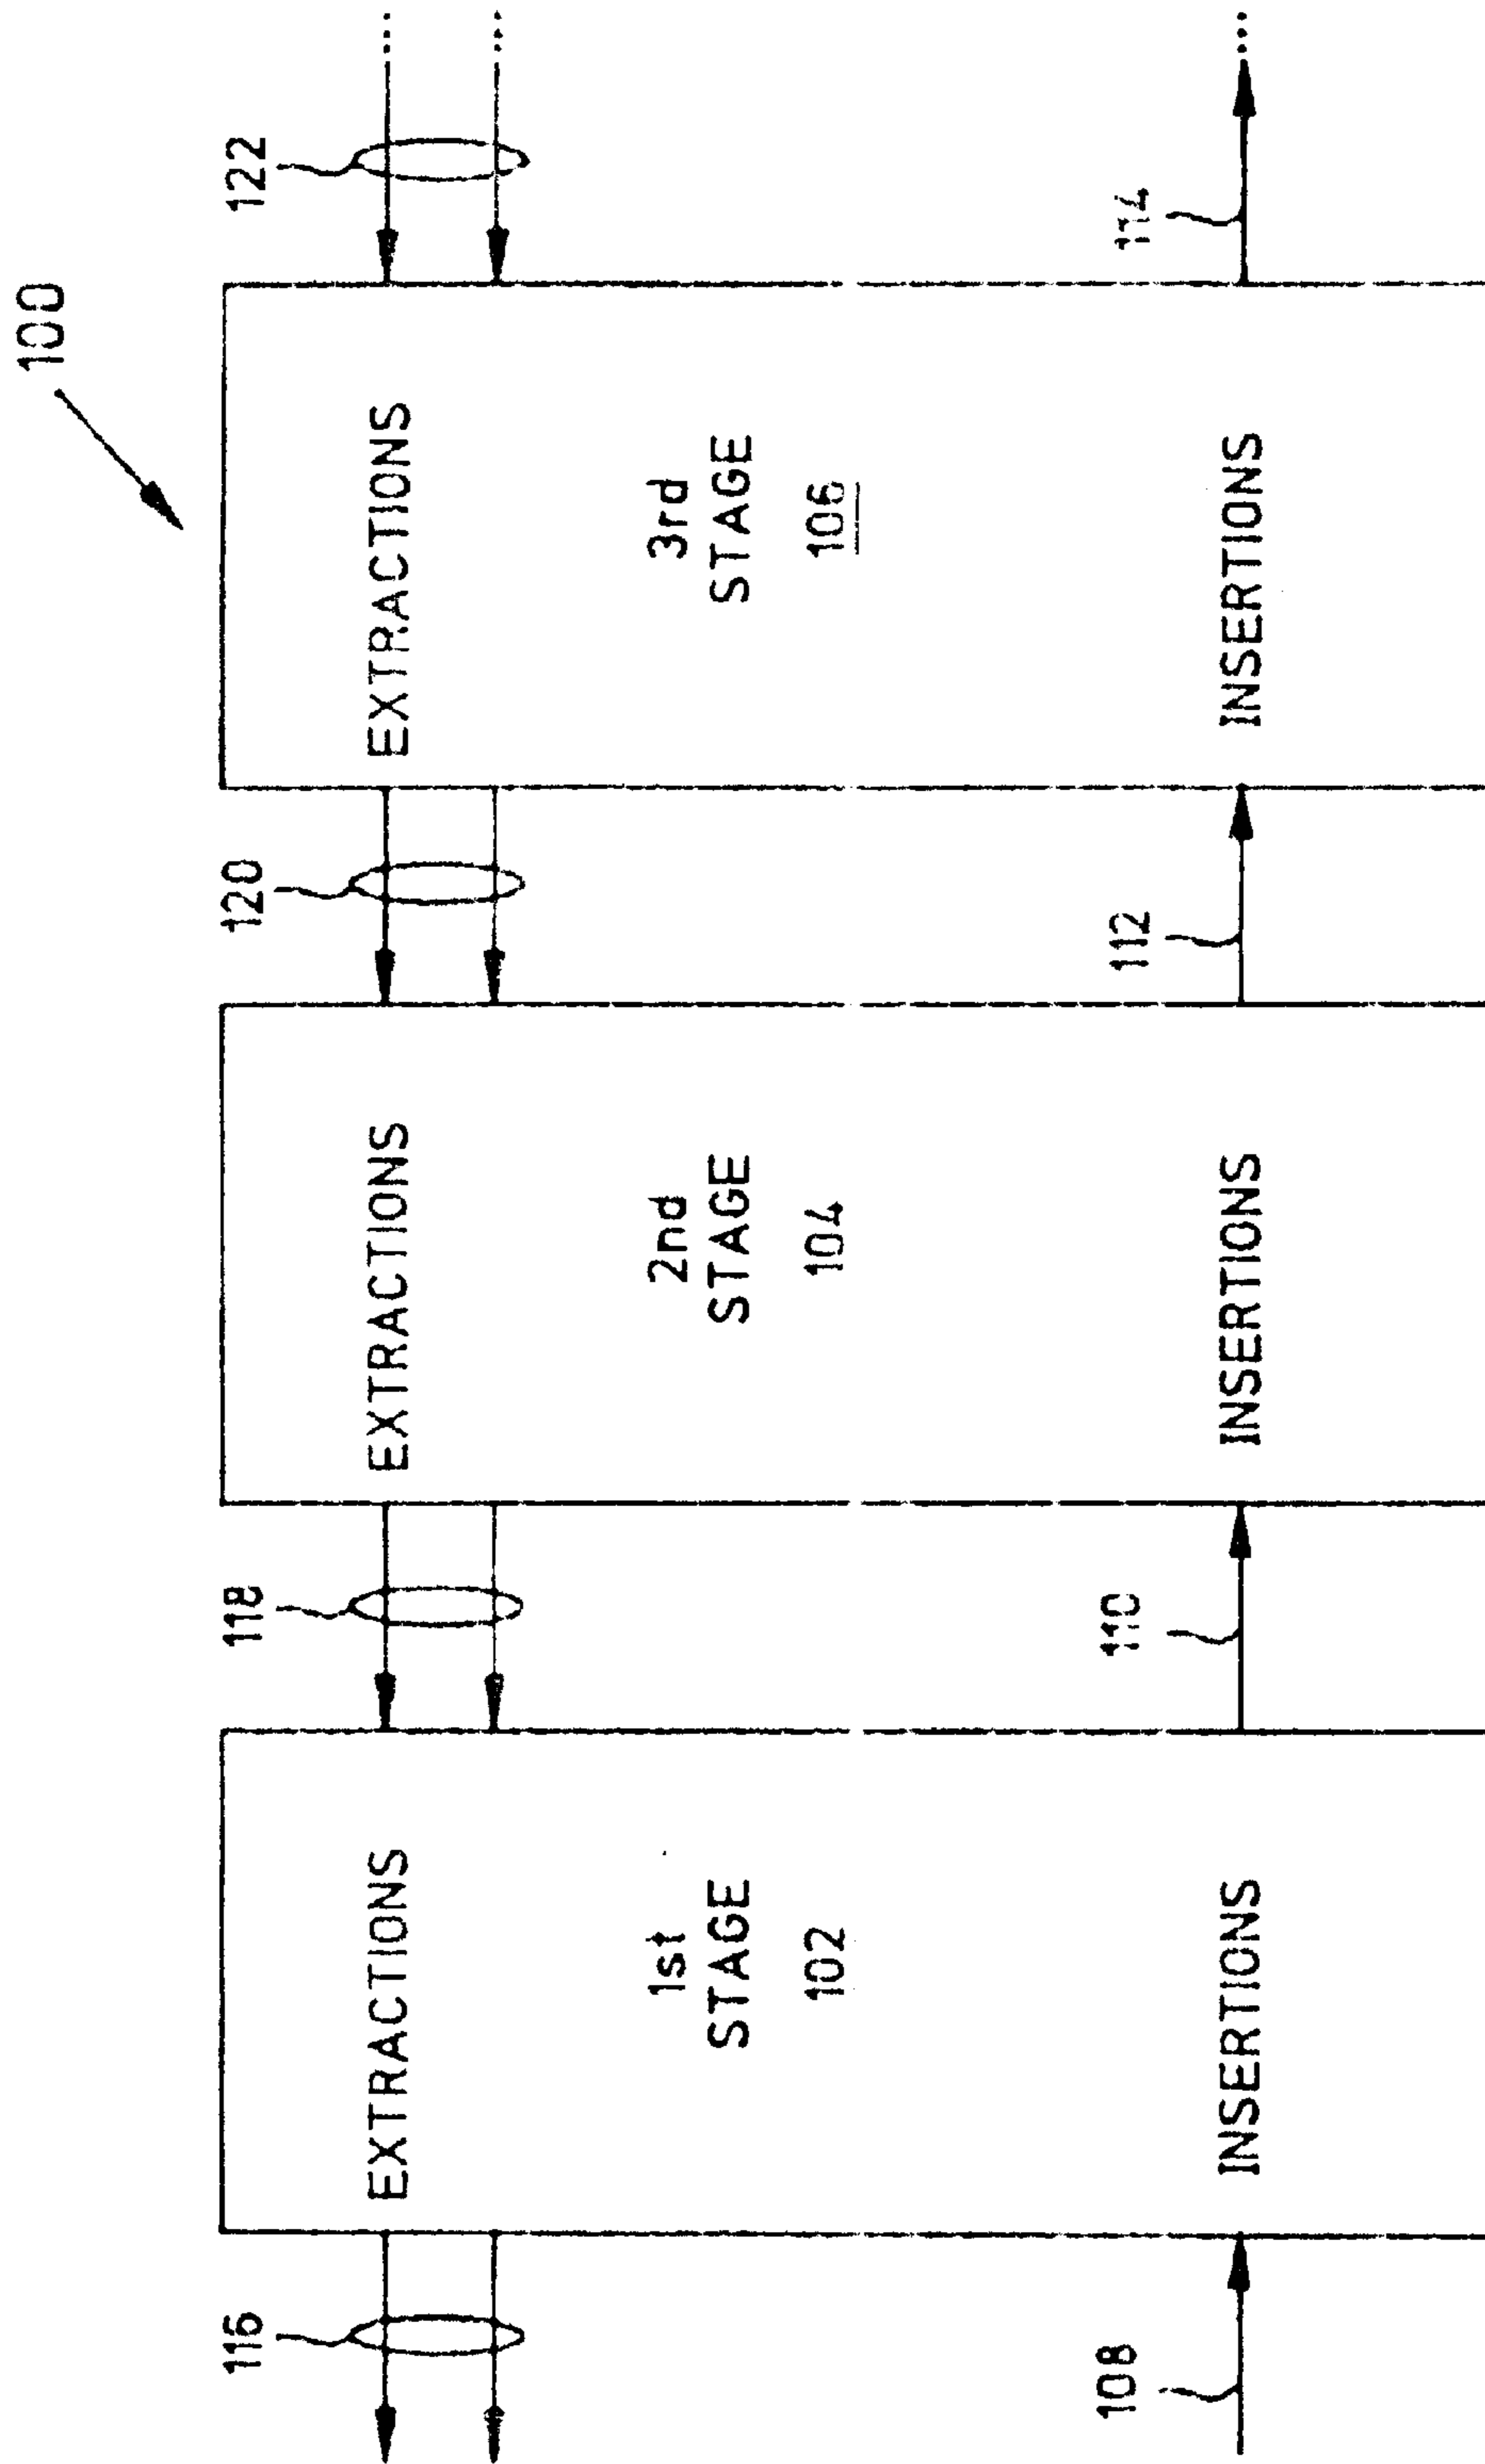 100
116
118
120
122
EXTRACTIONS
EXTRACTIONS
EXTRACTIONS
1st
STAGE
102
2nd
STAGE
104
3rd
STAGE
106
108
110
112
114
INSERTIONS
INSERTIONS
INSERTIONS